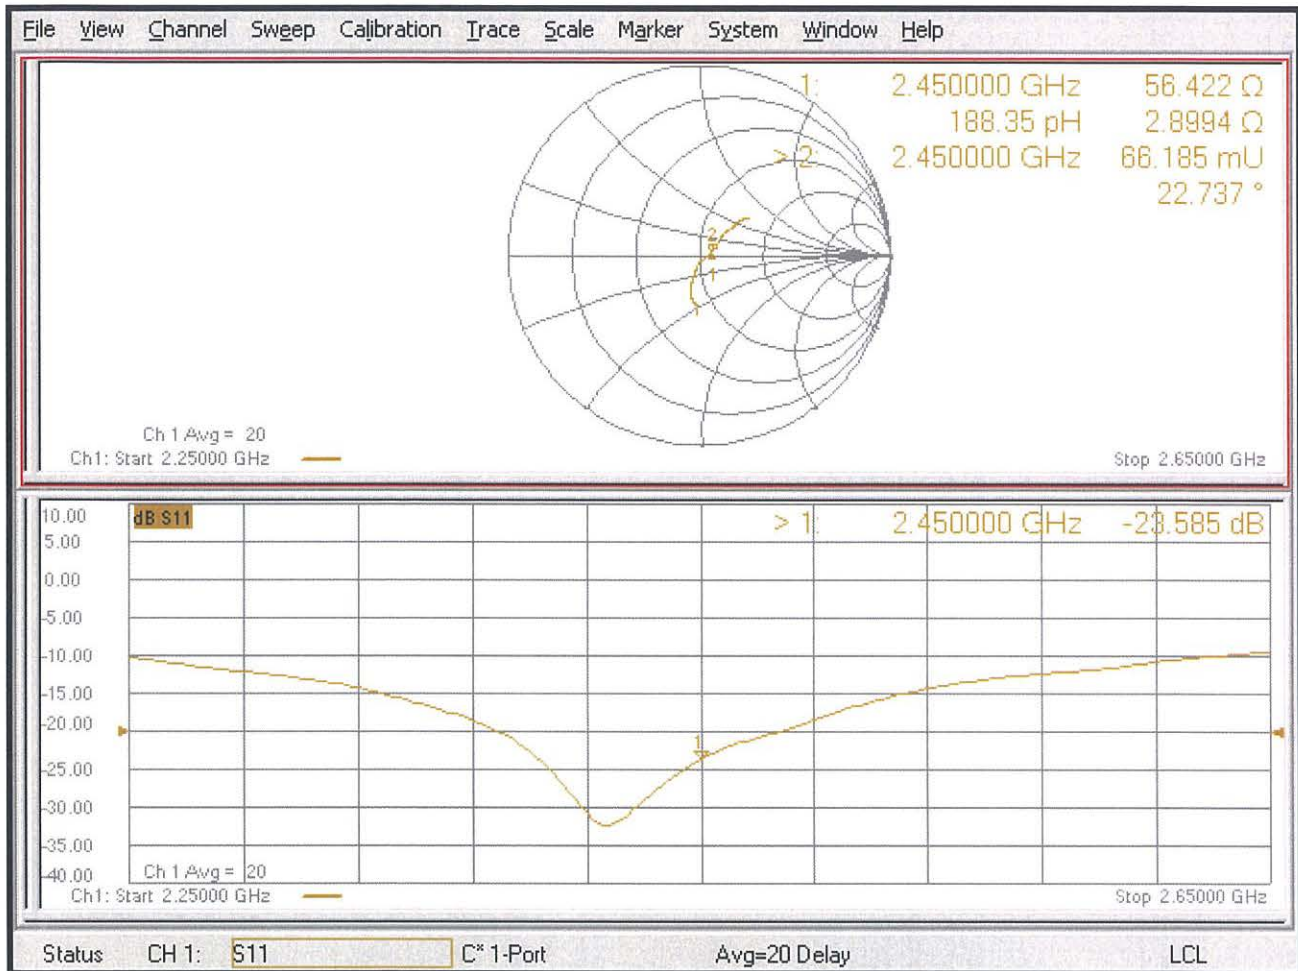 File View Channel Sweep Calibration Trace Scale Marker System Window Help
1: 2.450000 GHz 56.422 Ω
188.35 pH 2.8994 Ω
> 2: 2.450000 GHz 66.185 mU
22.737 °
2
1
Ch 1 Avg = 20
Ch1: Start 2.25000 GHz
Stop 2.65000 GHz
10.00
dB S11
> 1: 2.450000 GHz -23.585 dB
5.00
0.00
-5.00
-10.00
-15.00
-20.00
1
-25.00
-30.00
-35.00
-40.00
Ch 1 Avg = 20
Ch1: Start 2.25000 GHz
Stop 2.65000 GHz
Status CH 1: S11 C* 1-Port Avg=20 Delay LCL